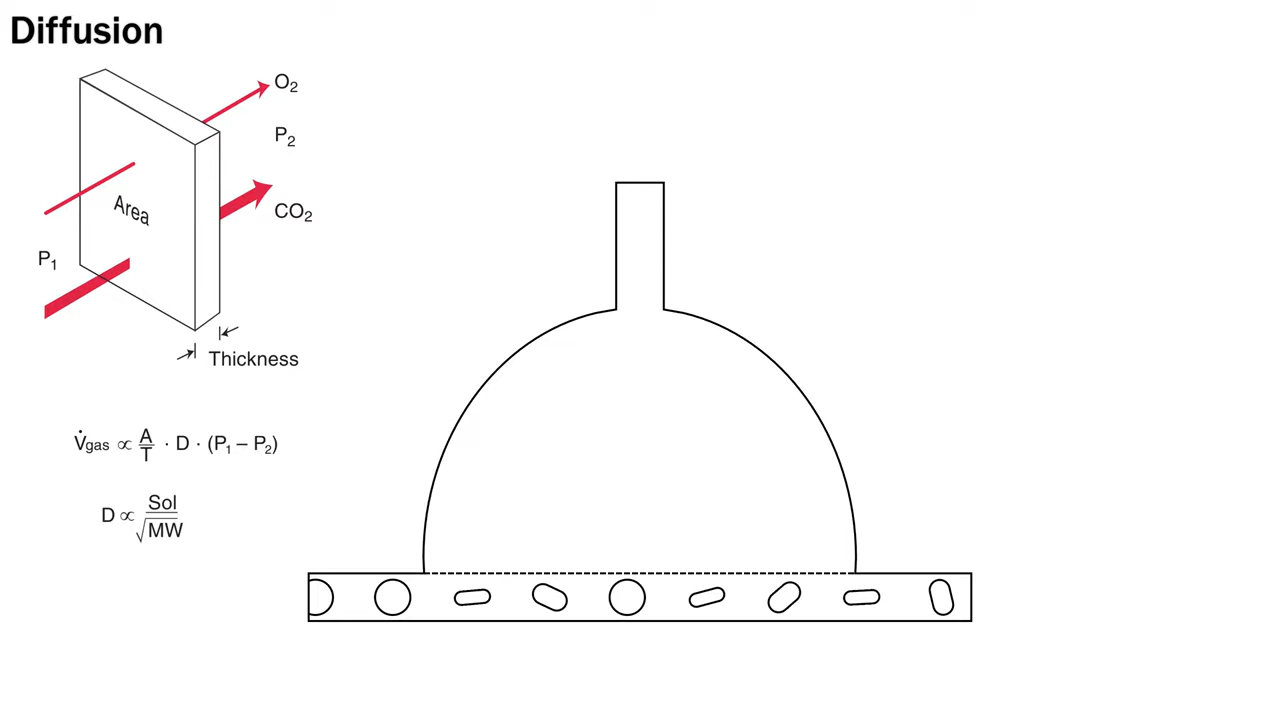 Diffusion
O₂
P₂
Area
CO₂
P₁
Thickness
V̇gas ∝ A/T · D · (P₁ – P₂)
D ∝ Sol/√MW